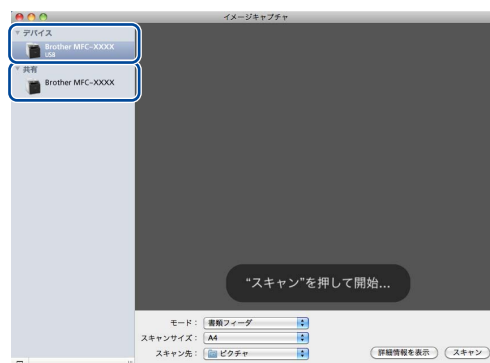 イメージキャプチャ
デバイス
Brother MFC-XXXX
USB
共有
Brother MFC-XXXX
"スキャン"を押して開始...
モード： 書類フィーダ
スキャンサイズ： A4
スキャン先： ピクチャ
詳細情報を表示 スキャン